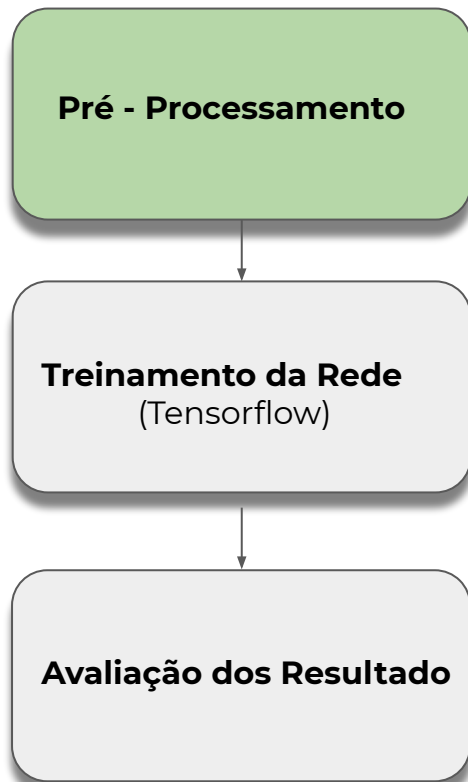 Pré - Processamento
Treinamento da Rede
(Tensorflow)
Avaliação dos Resultado